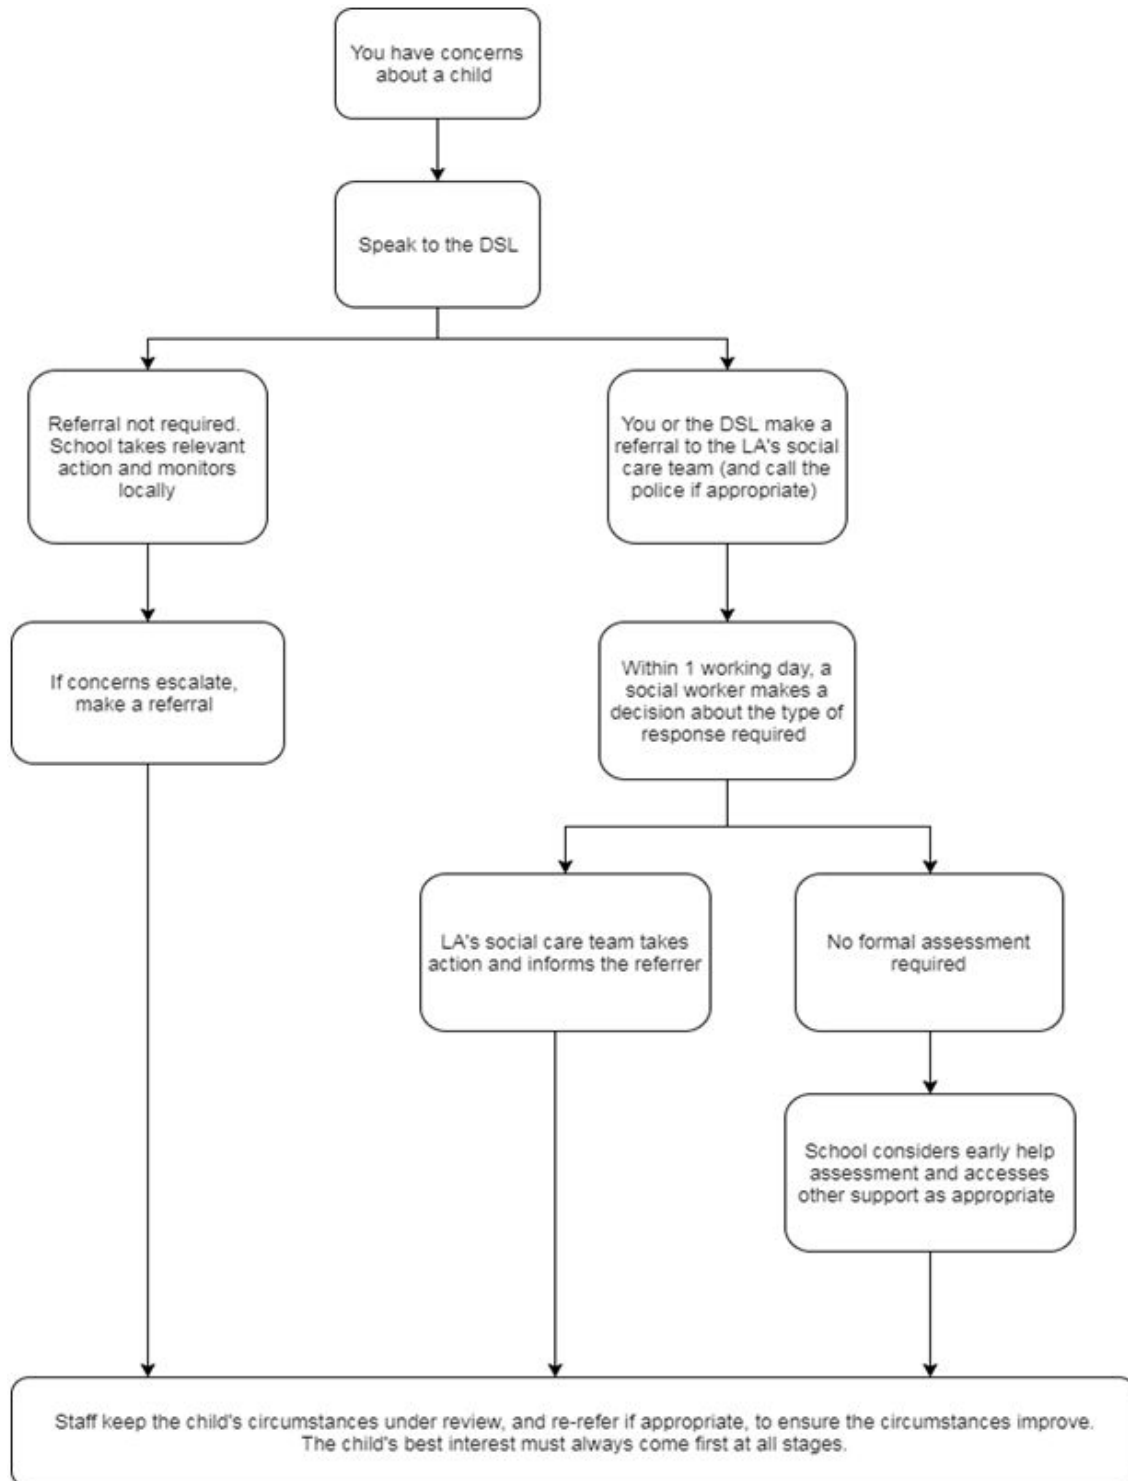 You have concerns
about a child
Speak to the DSL
Referral not required.
School takes relevant
action and monitors
locally
You or the DSL make a
referral to the LA's social
care team (and call the
police if appropriate)
If concerns escalate,
make a referral
Within 1 working day, a
social worker makes a
decision about the type of
response required
LA's social care team takes
action and informs the referrer
No formal assessment
required
School considers early help
assessment and accesses
other support as appropriate
Staff keep the child's circumstances under review, and re-refer if appropriate, to ensure the circumstances improve.
The child's best interest must always come first at all stages.